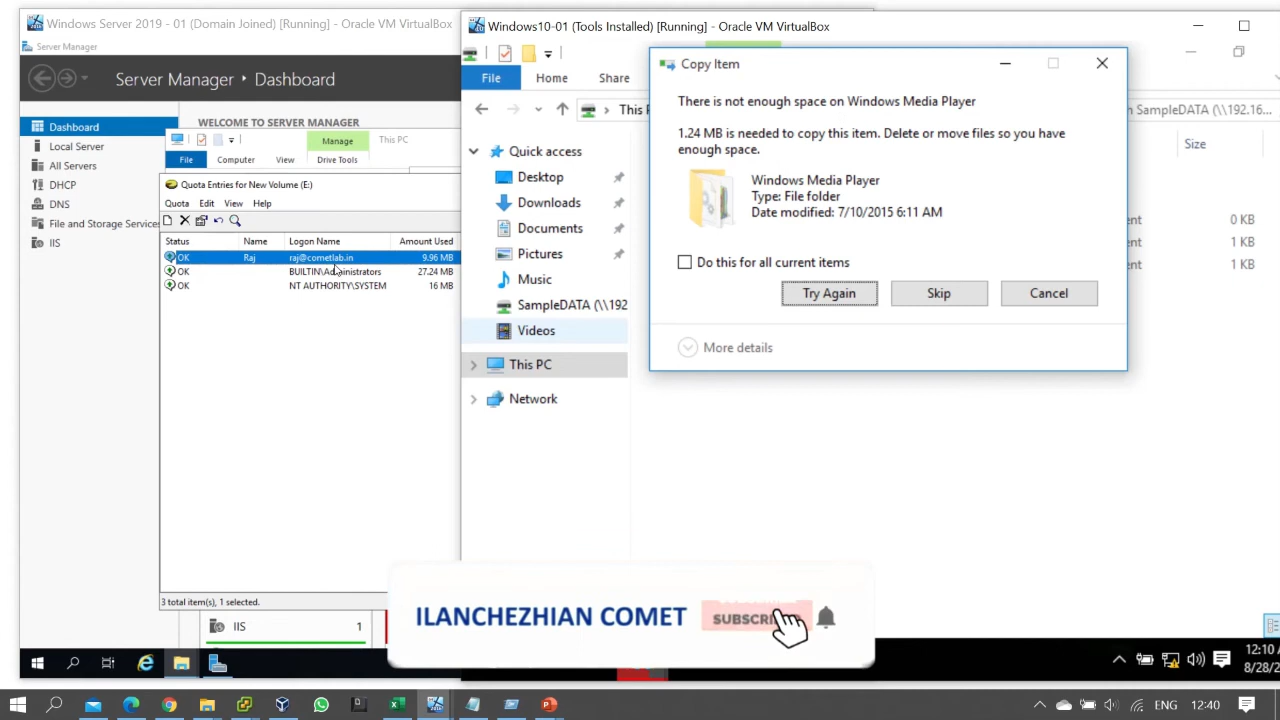 Windows Server 2019 - 01 (Domain Joined) [Running] - Oracle VM VirtualBox
Server Manager
Server Manager • Dashboard
Dashboard
Local Server
All Servers
DHCP
DNS
File and Storage Services
IIS
WELCOME TO SERVER MANAGER
Manage
This PC
File
Computer
View
Drive Tools
Quota Entries for New Volume (E:)
Quota
Edit
View
Help
Status
Name
Logon Name
Amount Used
OK
Raj
raj@cometlab.in
9.96 MB
OK
BUILTIN\Administrators
27.24 MB
OK
NT AUTHORITY\SYSTEM
16 MB
3 total item(s), 1 selected.
IIS
1
Windows10-01 (Tools Installed) [Running] - Oracle VM VirtualBox
File
Home
Share
This
SampleDATA (\\192.16...
Quick access
Desktop
Downloads
Documents
Pictures
Music
SampleDATA (\\192
Videos
This PC
Network
Size
0 KB
1 KB
1 KB
Copy Item
There is not enough space on Windows Media Player
1.24 MB is needed to copy this item. Delete or move files so you have
enough space.
Windows Media Player
Type: File folder
Date modified: 7/10/2015 6:11 AM
Do this for all current items
Try Again
Skip
Cancel
More details
ILANCHEZHIAN COMET
12:10
8/28/2
ENG
12:40